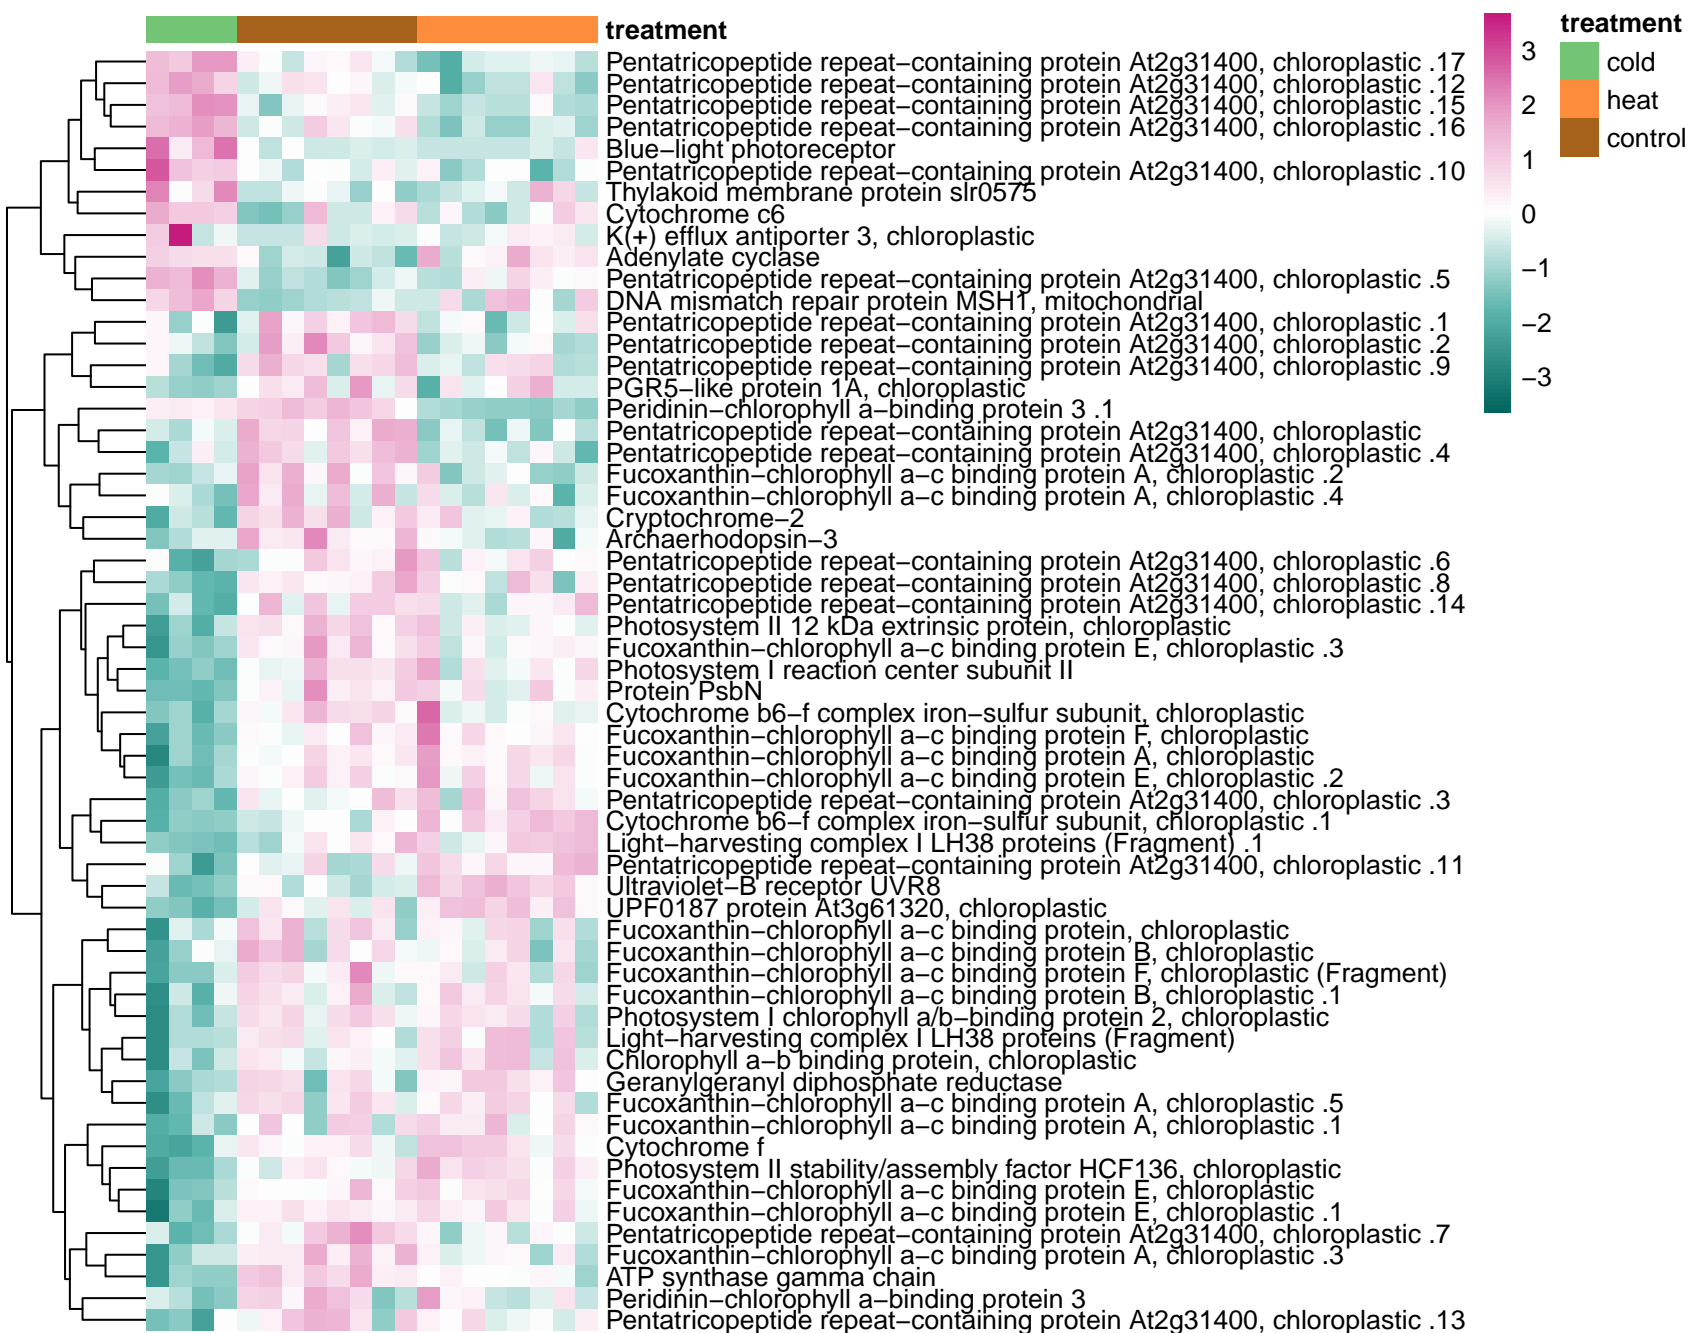 treatment
Pentatricopeptide repeat−containing protein At2g31400, chloroplastic .17
Pentatricopeptide repeat−containing protein At2g31400, chloroplastic .12
Pentatricopeptide repeat−containing protein At2g31400, chloroplastic .15
Pentatricopeptide repeat−containing protein At2g31400, chloroplastic .16
Blue−light photoreceptor
Pentatricopeptide repeat−containing protein At2g31400, chloroplastic .10
Thylakoid membrane protein slr0575
Cytochrome c6
K(+) efflux antiporter 3, chloroplastic
Adenylate cyclase
Pentatricopeptide repeat−containing protein At2g31400, chloroplastic .5
DNA mismatch repair protein MSH1, mitochondrial
Pentatricopeptide repeat−containing protein At2g31400, chloroplastic .1
Pentatricopeptide repeat−containing protein At2g31400, chloroplastic .2
Pentatricopeptide repeat−containing protein At2g31400, chloroplastic .9
PGR5−like protein 1A, chloroplastic
Peridinin−chlorophyll a−binding protein 3 .1
Pentatricopeptide repeat−containing protein At2g31400, chloroplastic
Pentatricopeptide repeat−containing protein At2g31400, chloroplastic .4
Fucoxanthin−chlorophyll a−c binding protein A, chloroplastic .2
Fucoxanthin−chlorophyll a−c binding protein A, chloroplastic .4
Cryptochrome−2
Archaerhodopsin−3
Pentatricopeptide repeat−containing protein At2g31400, chloroplastic .6
Pentatricopeptide repeat−containing protein At2g31400, chloroplastic .8
Pentatricopeptide repeat−containing protein At2g31400, chloroplastic .14
Photosystem II 12 kDa extrinsic protein, chloroplastic
Fucoxanthin−chlorophyll a−c binding protein E, chloroplastic .3
Photosystem I reaction center subunit II
Protein PsbN
Cytochrome b6−f complex iron−sulfur subunit, chloroplastic
Fucoxanthin−chlorophyll a−c binding protein F, chloroplastic
Fucoxanthin−chlorophyll a−c binding protein A, chloroplastic
Fucoxanthin−chlorophyll a−c binding protein E, chloroplastic .2
Pentatricopeptide repeat−containing protein At2g31400, chloroplastic .3
Cytochrome b6−f complex iron−sulfur subunit, chloroplastic .1
Light−harvesting complex I LH38 proteins (Fragment) .1
Pentatricopeptide repeat−containing protein At2g31400, chloroplastic .11
Ultraviolet−B receptor UVR8
UPF0187 protein At3g61320, chloroplastic
Fucoxanthin−chlorophyll a−c binding protein, chloroplastic
Fucoxanthin−chlorophyll a−c binding protein B, chloroplastic
Fucoxanthin−chlorophyll a−c binding protein F, chloroplastic (Fragment)
Fucoxanthin−chlorophyll a−c binding protein B, chloroplastic .1
Photosystem I chlorophyll a/b−binding protein 2, chloroplastic
Light−harvesting complex I LH38 proteins (Fragment)
Chlorophyll a−b binding protein, chloroplastic
Geranylgeranyl diphosphate reductase
Fucoxanthin−chlorophyll a−c binding protein A, chloroplastic .5
Fucoxanthin−chlorophyll a−c binding protein A, chloroplastic .1
Cytochrome f
Photosystem II stability/assembly factor HCF136, chloroplastic
Fucoxanthin−chlorophyll a−c binding protein E, chloroplastic
Fucoxanthin−chlorophyll a−c binding protein E, chloroplastic .1
Pentatricopeptide repeat−containing protein At2g31400, chloroplastic .7
Fucoxanthin−chlorophyll a−c binding protein A, chloroplastic .3
ATP synthase gamma chain
Peridinin−chlorophyll a−binding protein 3
Pentatricopeptide repeat−containing protein At2g31400, chloroplastic .13
3
2
1
0
−1
−2
−3
treatment
cold
heat
control